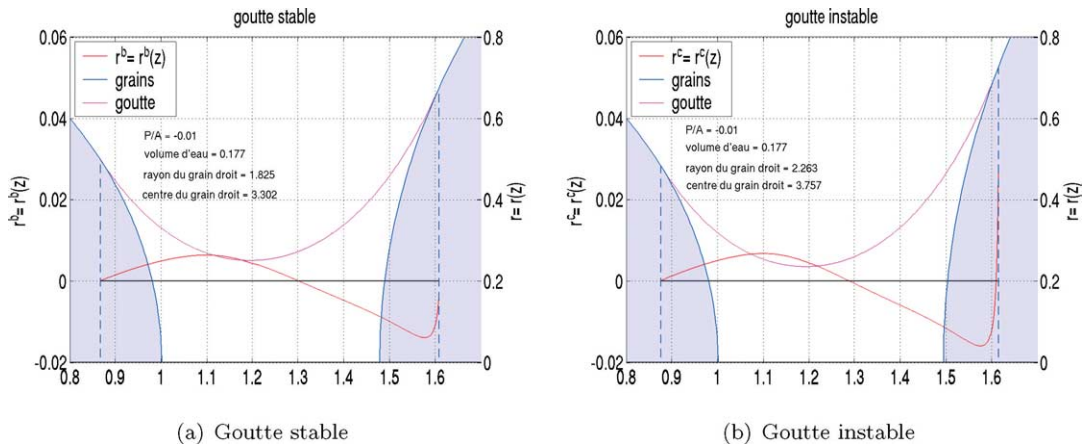 goutte stable
0.06
0.04
0.02
0
-0.02
r^b= r^b(z)
r^b= r^b(z)
grains
goutte
P/A = -0.01
volume d'eau = 0.177
rayon du grain droit = 1.825
centre du grain droit = 3.302
0.8
0.6
0.4
0.2
0
r= r(z)
0.8 0.9 1 1.1 1.2 1.3 1.4 1.5 1.6
(a) Goutte stable
goutte instable
0.06
0.04
0.02
0
-0.02
r^c= r^c(z)
r^c= r^c(z)
grains
goutte
P/A = -0.01
volume d'eau = 0.177
rayon du grain droit = 2.263
centre du grain droit = 3.757
0.8
0.6
0.4
0.2
0
r= r(z)
0.8 0.9 1 1.1 1.2 1.3 1.4 1.5 1.6
(b) Goutte instable